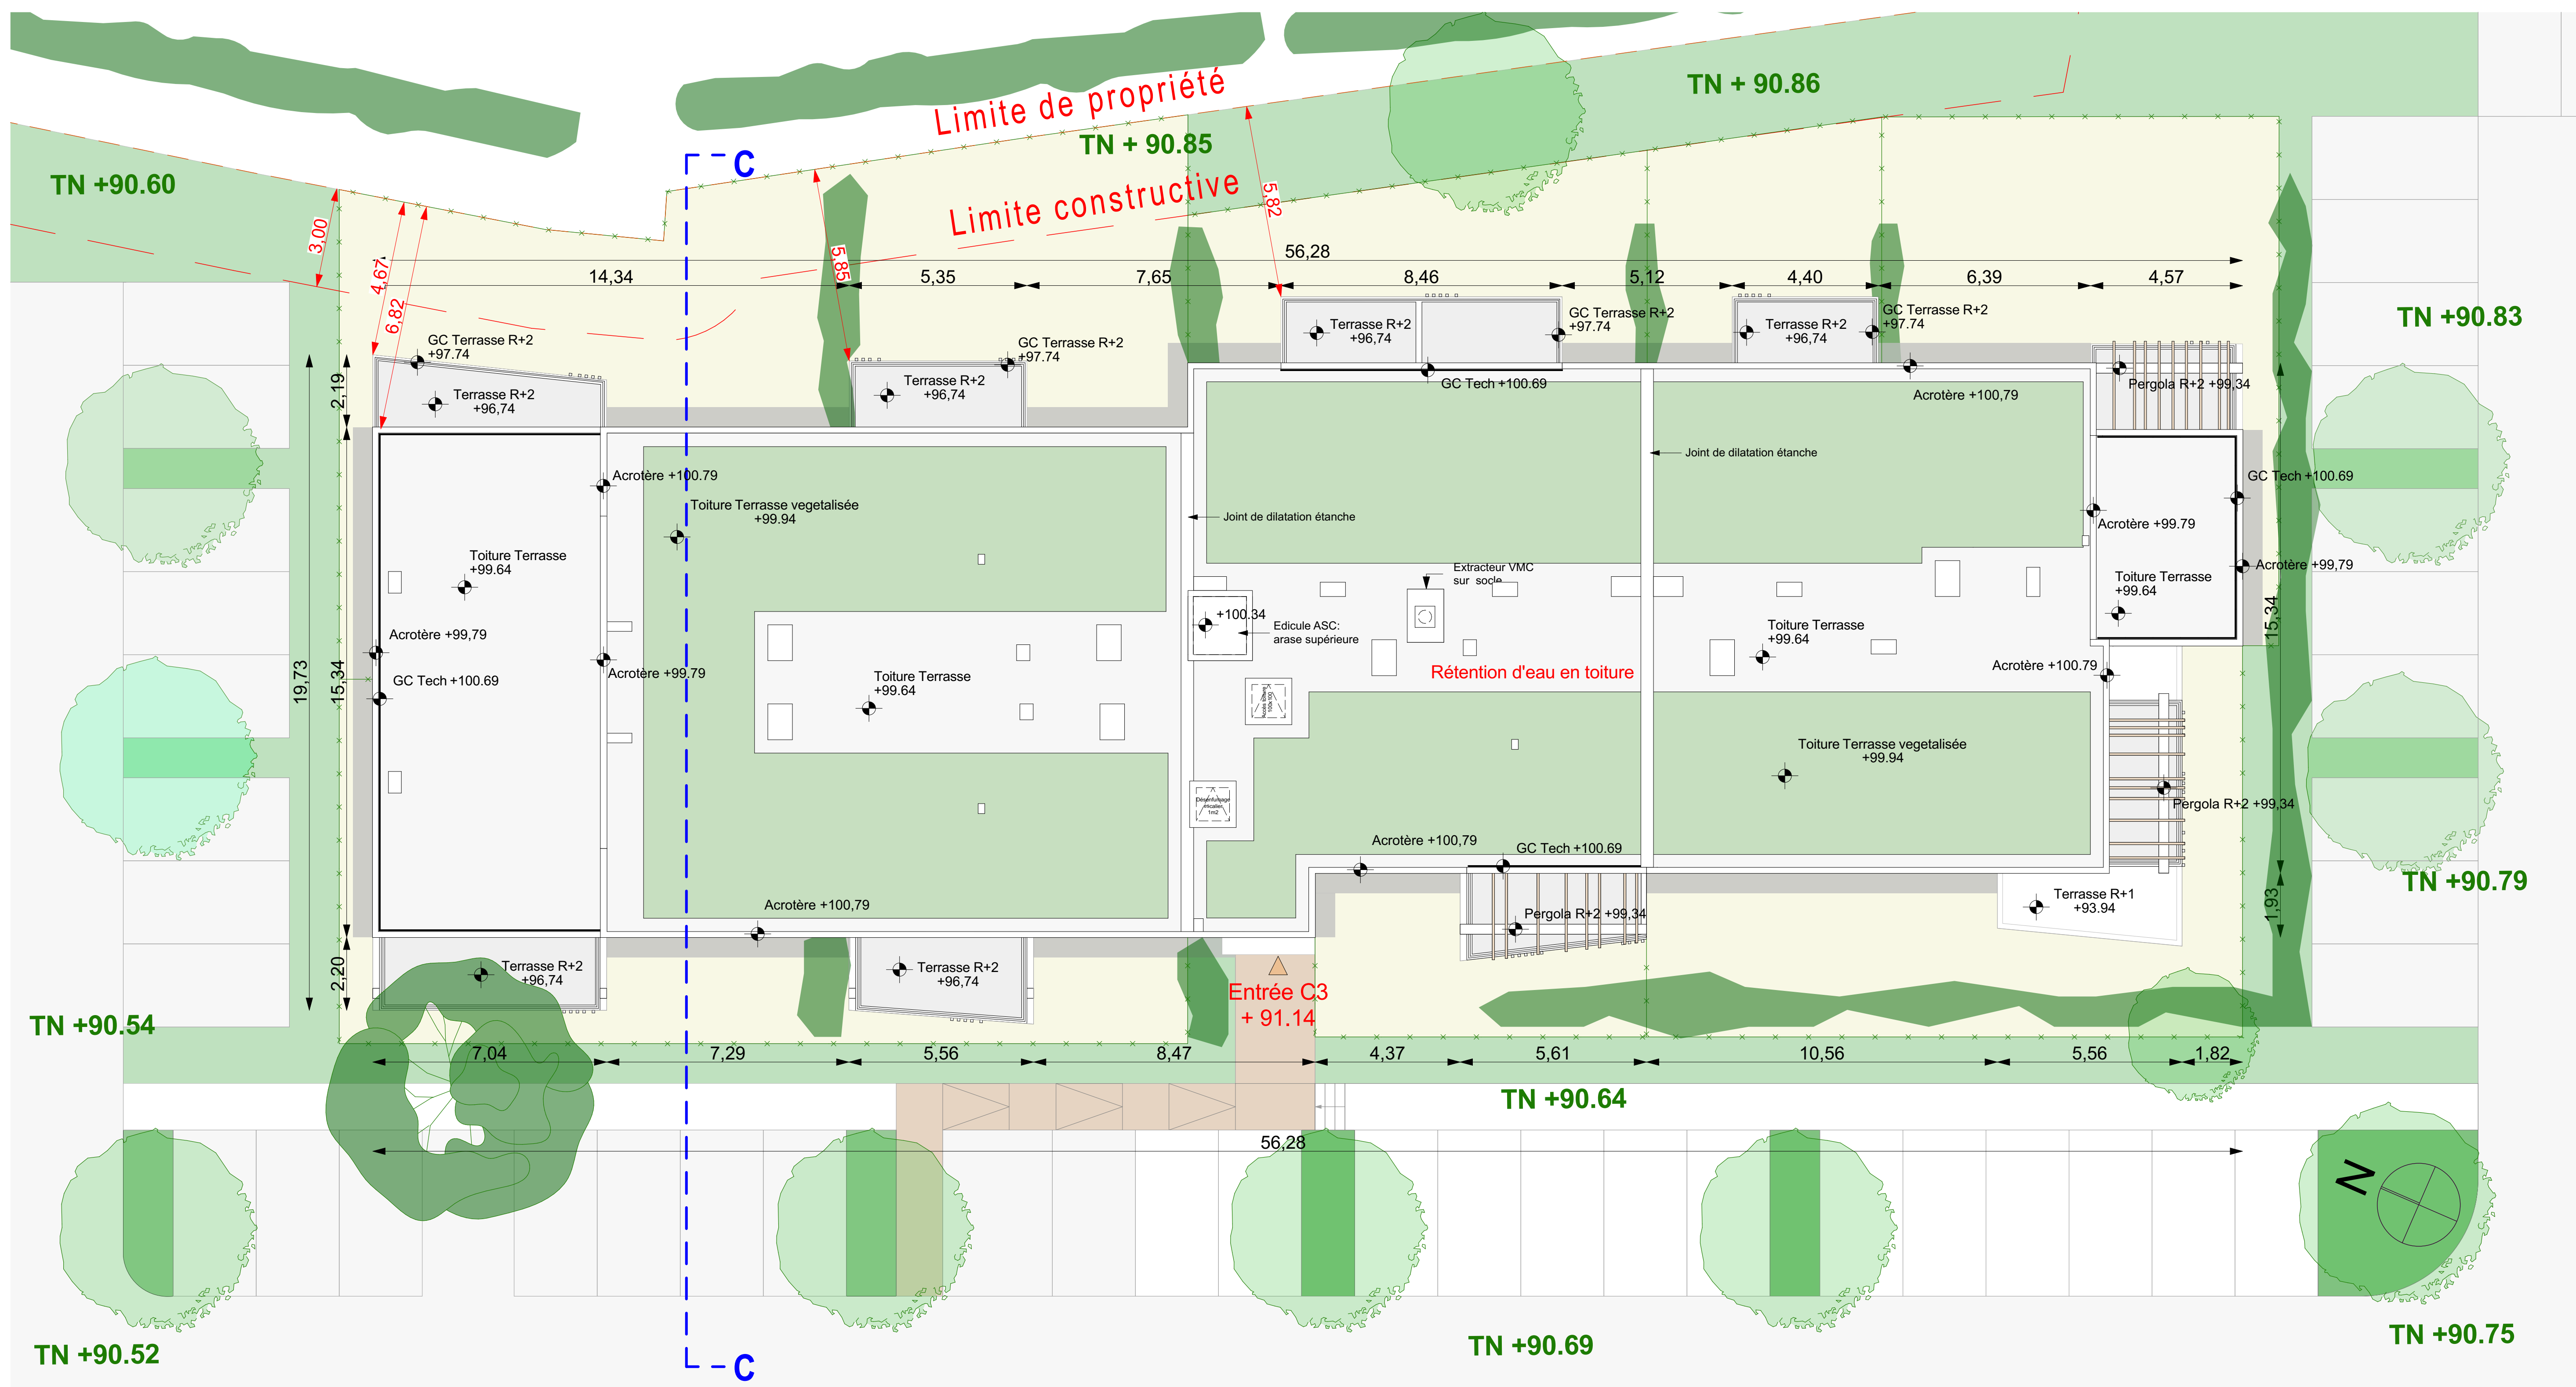 Limite de propriété
TN + 90.86
TN + 90.85
C
TN +90.60
Limite constructive
3,00
4,67
6,82
5,85
5,82
56,28
14,34
5,35
7,65
8,46
5,12
4,40
6,39
4,57
TN +90.83
GC Terrasse R+2
+97.74
GC Terrasse R+2
+97.74
Terrasse R+2
+96,74
GC Terrasse R+2
+97.74
Terrasse R+2
+96,74
GC Terrasse R+2
+97.74
2,19
Terrasse R+2
+96,74
Terrasse R+2
+96,74
GC Tech +100.69
Acrotère +100,79
Pergola R+2 +99,34
Joint de dilatation étanche
Acrotère +100.79
GC Tech +100.69
Toiture Terrasse vegetalisée
+99.94
Joint de dilatation étanche
Acrotère +99.79
Toiture Terrasse
+99.64
Extracteur VMC
sur socle
Acrotère +99,79
Toiture Terrasse
+99.64
+100.34
Edicule ASC:
arase supérieure
Toiture Terrasse
+99.64
15,34
Acrotère +99,79
19,73
15,34
GC Tech +100.69
Acrotère +99.79
Toiture Terrasse
+99.64
Rétention d'eau en toiture
Acrotère +100.79
Accès toiture
100x100
Toiture Terrasse vegetalisée
+99.94
Désenfumage
1m2
Pergola R+2 +99,34
Acrotère +100,79
GC Tech +100.69
TN +90.79
Acrotère +100,79
Pergola R+2 +99,34
Terrasse R+1
+93.94
1,93
2,20
Terrasse R+2
+96,74
Terrasse R+2
+96,74
Entrée C3
+ 91.14
TN +90.54
7,04
7,29
5,56
8,47
4,37
5,61
10,56
5,56
1,82
TN +90.64
56,28
N
TN +90.52
C
TN +90.69
TN +90.75